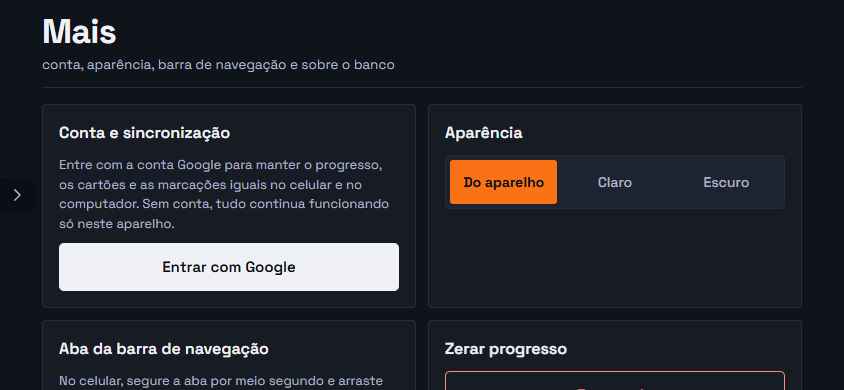 Mais
conta, aparência, barra de navegação e sobre o banco
Conta e sincronização
Entre com a conta Google para manter o progresso,
os cartões e as marcações iguais no celular e no
computador. Sem conta, tudo continua funcionando
só neste aparelho.
Entrar com Google
Aparência
Do aparelho
Claro
Escuro
Aba da barra de navegação
No celular, segure a aba por meio segundo e arraste
Zerar progresso